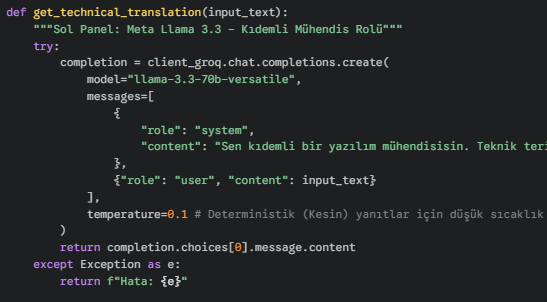 def get_technical_translation(input_text):
    """Sol Panel: Meta Llama 3.3 - Kıdemli Mühendis Rolü"""
    try:
        completion = client_groq.chat.completions.create(
            model="llama-3.3-70b-versatile",
            messages=[
                {
                    "role": "system",
                    "content": "Sen kıdemli bir yazılım mühendisisin. Teknik
                },
                {"role": "user", "content": input_text}
            ],
            temperature=0.1 # Deterministik (Kesin) yanıtlar için düşük sıcaklık
        )
        return completion.choices[0].message.content
    except Exception as e:
        return f"Hata: {e}"